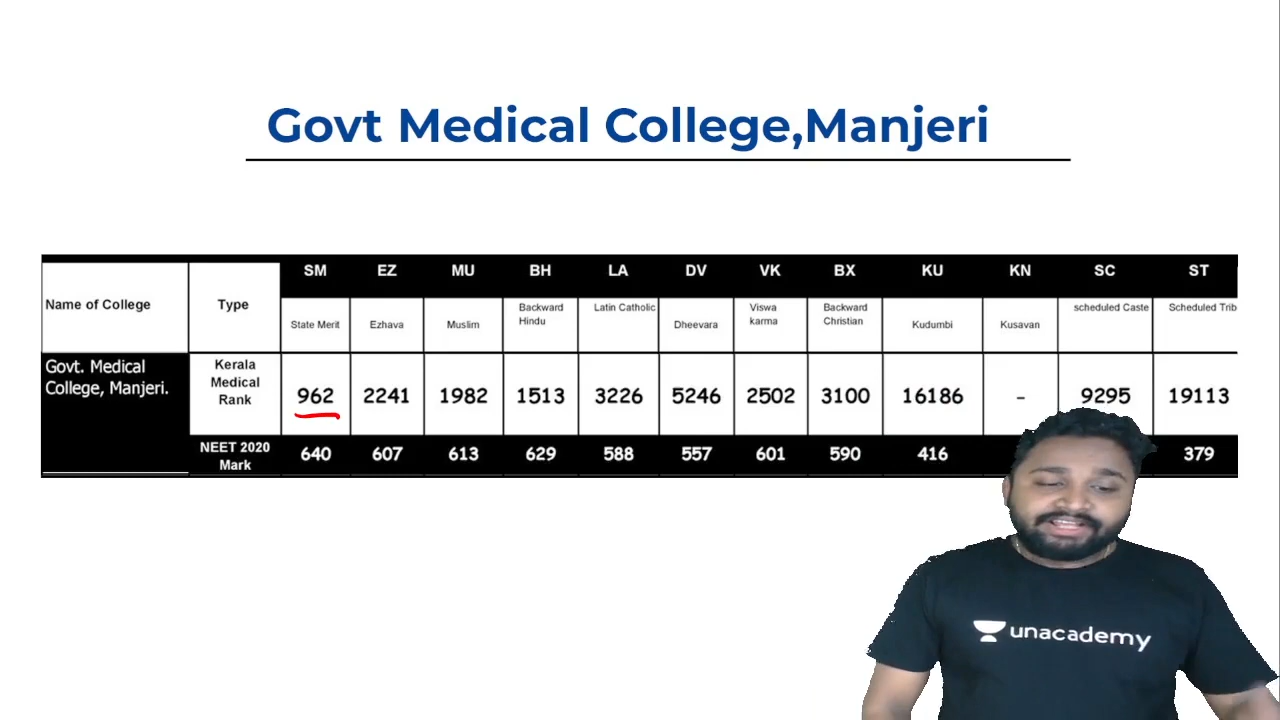 Govt Medical College,Manjeri
SM EZ MU BH LA DV VK BX KU KN SC ST
Name of College Type State Merit Ezhava Muslim Backward Hindu Latin Catholic Dheevara Viswa karma Backward Christian Kudumbi Kusavan scheduled Caste Scheduled Trib
Govt. Medical College, Manjeri. Kerala Medical Rank 962 2241 1982 1513 3226 5246 2502 3100 16186 - 9295 19113
NEET 2020 Mark 640 607 613 629 588 557 601 590 416 379
unacademy